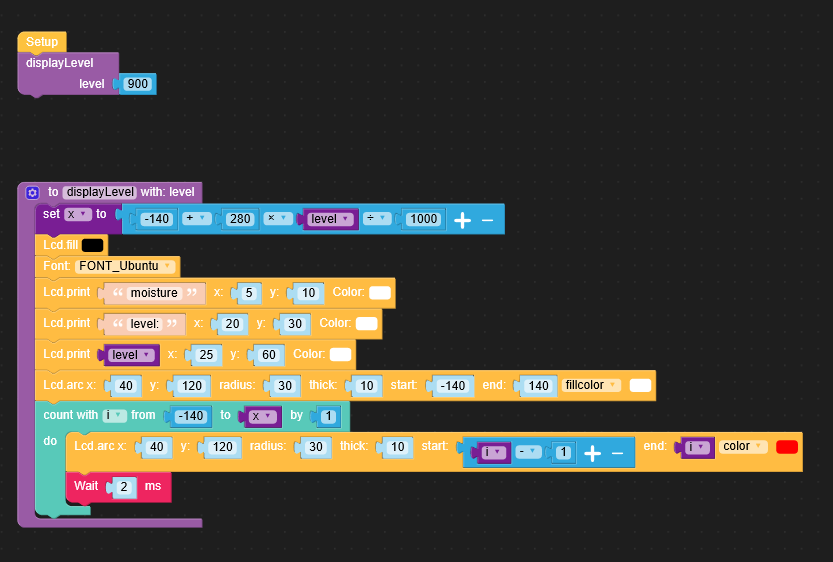 Setup
displayLevel
level 900
to displayLevel with: level
set x to -140 + 280 × level ÷ 1000 + −
Lcd.fill
Font: FONT_Ubuntu
Lcd.print “ moisture ” x: 5 y: 10 Color:
Lcd.print “ level: ” x: 20 y: 30 Color:
Lcd.print level x: 25 y: 60 Color:
Lcd.arc x: 40 y: 120 radius: 30 thick: 10 start: -140 end: 140 fillcolor
count with i from -140 to x by 1
do Lcd.arc x: 40 y: 120 radius: 30 thick: 10 start: i - 1 + − end: i color
Wait 2 ms